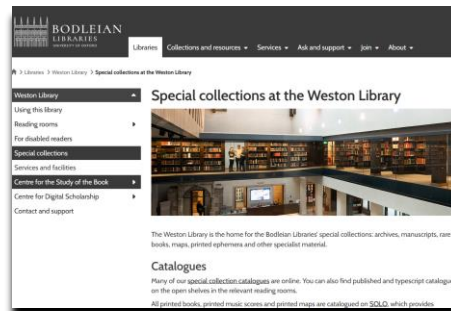 BODLEIAN
LIBRARIES
UNIVERSITY OF OXFORD
Libraries Collections and resources Services Ask and support Join About
> Libraries > Weston Library > Special collections at the Weston Library
Weston Library
Using this library
Reading rooms
For disabled readers
Special collections
Services and facilities
Centre for the Study of the Book
Centre for Digital Scholarship
Contact and support
Special collections at the Weston Library
The Weston Library is the home for the Bodleian Libraries' special collections: archives, manuscripts, rare
books, maps, printed ephemera and other specialist material.
Catalogues
Many of our special collection catalogues are online. You can also find published and typescript catalogu
on the open shelves in the relevant reading rooms.
All printed books, printed music scores and printed maps are catalogued on SOLO, which provides